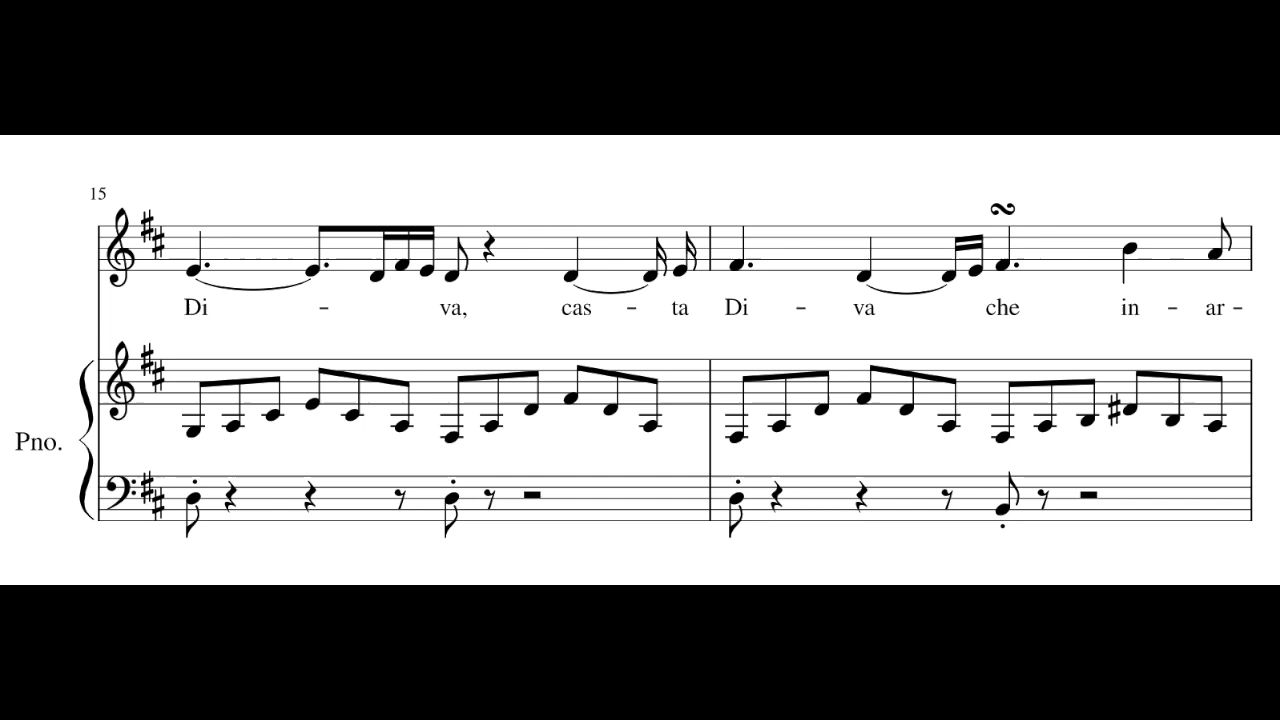 15
Di - va, cas - ta Di - va che in - ar -
Pno.